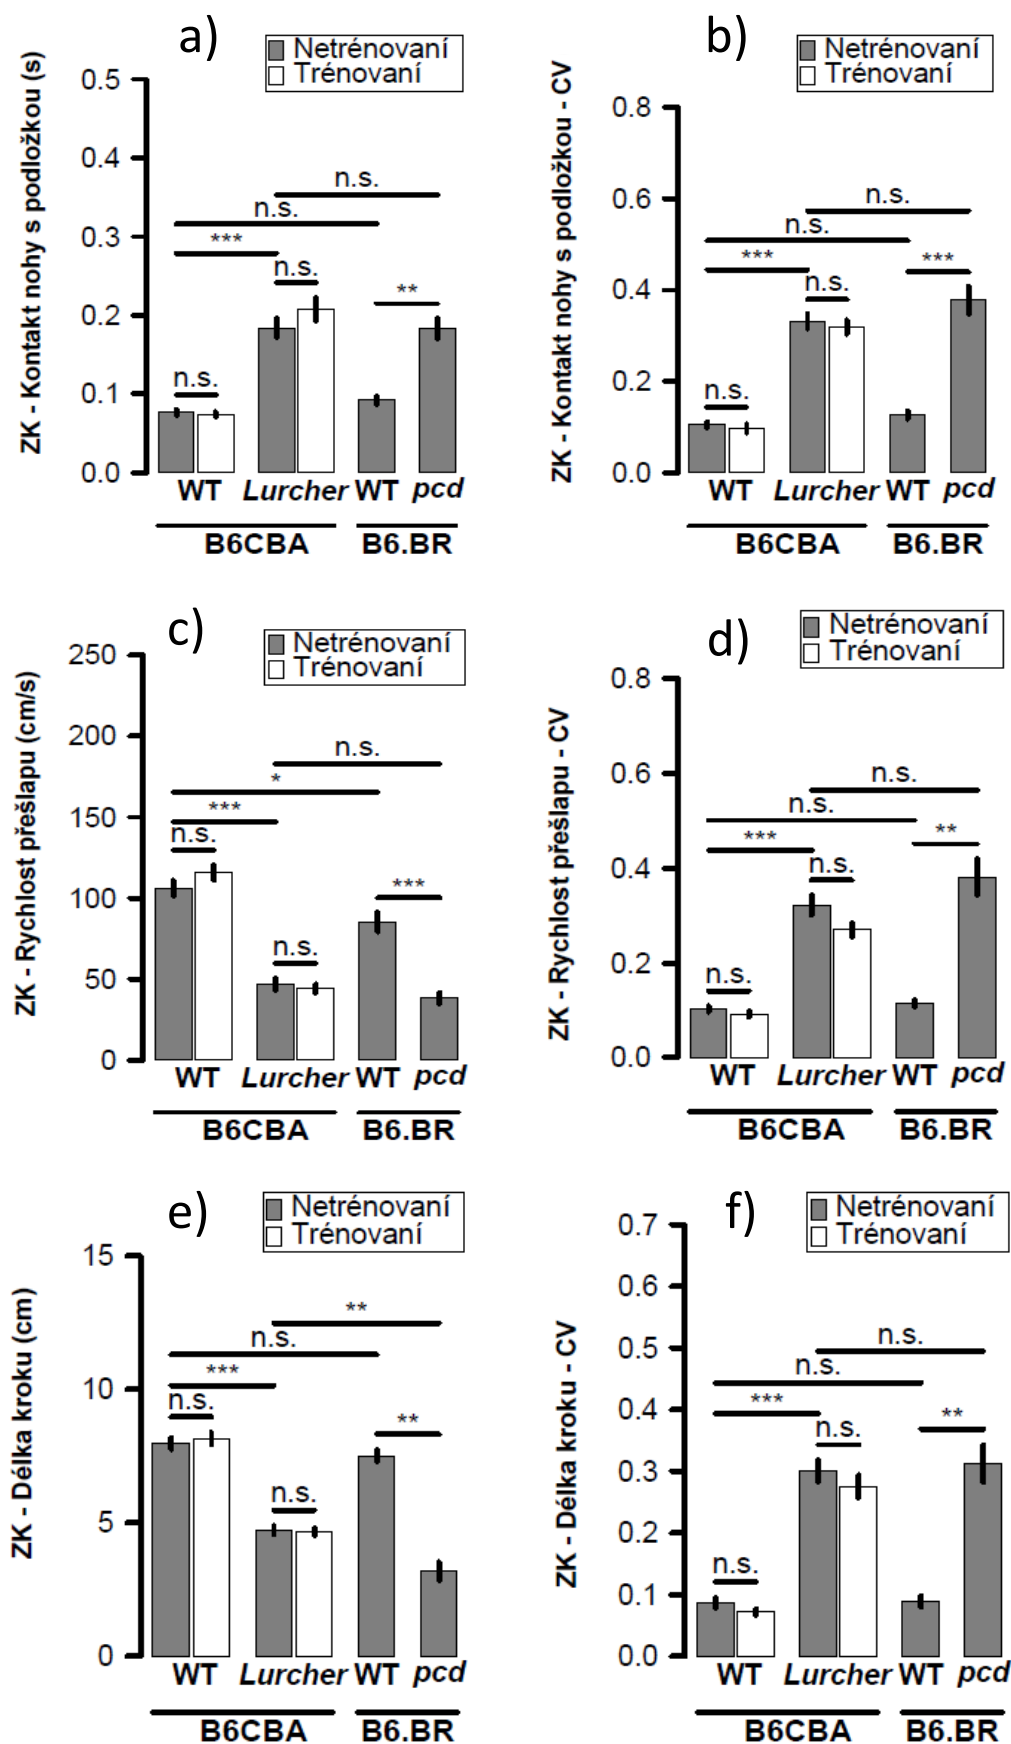 a)
Netrénovaní
Trénovaní
ZK - Kontakt nohy s podložkou (s)
0.5
0.4
0.3
0.2
0.1
0.0
n.s.
n.s.
***
n.s.
**
n.s.
WT
Lurcher
WT
pcd
B6CBA
B6.BR
b)
Netrénovaní
Trénovaní
ZK - Kontakt nohy s podložkou - CV
0.8
0.6
0.4
0.2
0.0
n.s.
n.s.
***
***
n.s.
n.s.
WT
Lurcher
WT
pcd
B6CBA
B6.BR
c)
Netrénovaní
Trénovaní
ZK - Rychlost přešlapu (cm/s)
250
200
150
100
50
0
n.s.
*
***
n.s.
***
n.s.
WT
Lurcher
WT
pcd
B6CBA
B6.BR
d)
Netrénovaní
Trénovaní
ZK - Rychlost přešlapu - CV
0.8
0.6
0.4
0.2
0.0
n.s.
n.s.
***
**
n.s.
n.s.
WT
Lurcher
WT
pcd
B6CBA
B6.BR
e)
Netrénovaní
Trénovaní
ZK - Délka kroku (cm)
15
10
5
0
**
n.s.
***
n.s.
**
n.s.
WT
Lurcher
WT
pcd
B6CBA
B6.BR
f)
Netrénovaní
Trénovaní
ZK - Délka kroku - CV
0.7
0.6
0.5
0.4
0.3
0.2
0.1
0.0
n.s.
n.s.
***
**
n.s.
n.s.
WT
Lurcher
WT
pcd
B6CBA
B6.BR